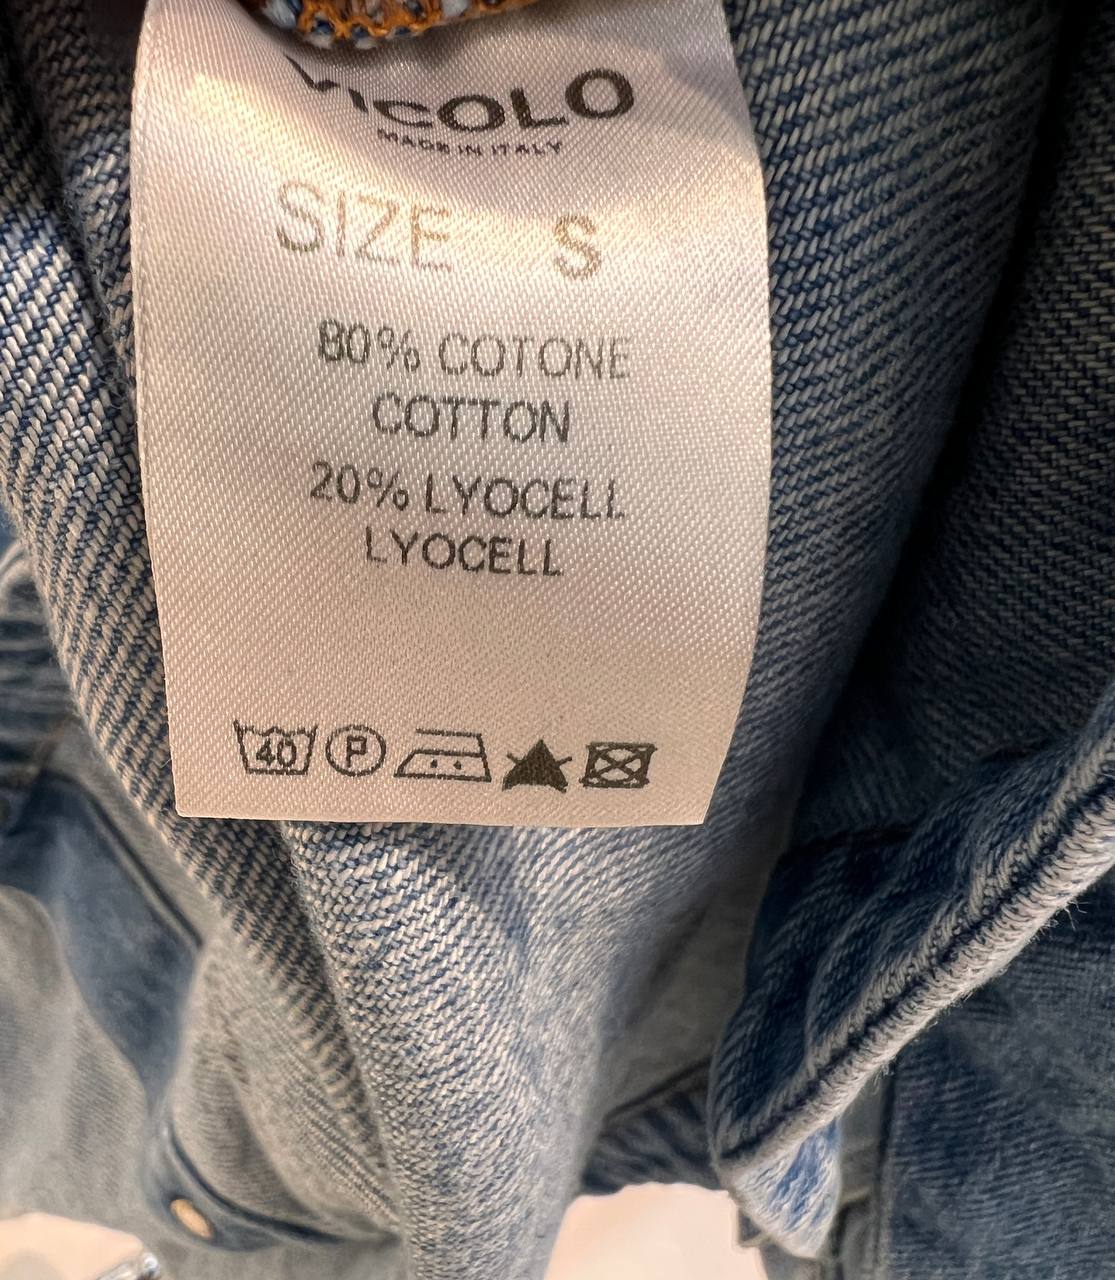 VICOLO
MADE IN ITALY
SIZE S
80% COTONE
COTTON
20% LYOCELL
LYOCELL
40 P